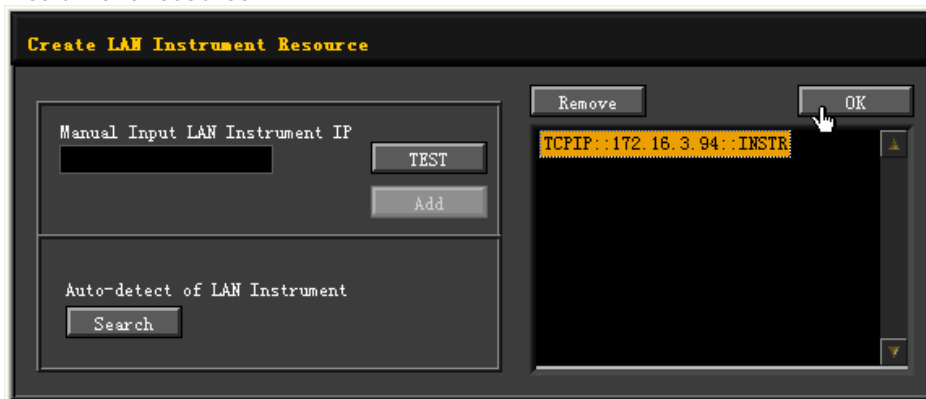 Create LAN Instrument Resource
Manual Input LAN Instrument IP
TEST
Add
Auto-detect of LAN Instrument
Search
Remove
OK
TCPIP::172.16.3.94::INSTR